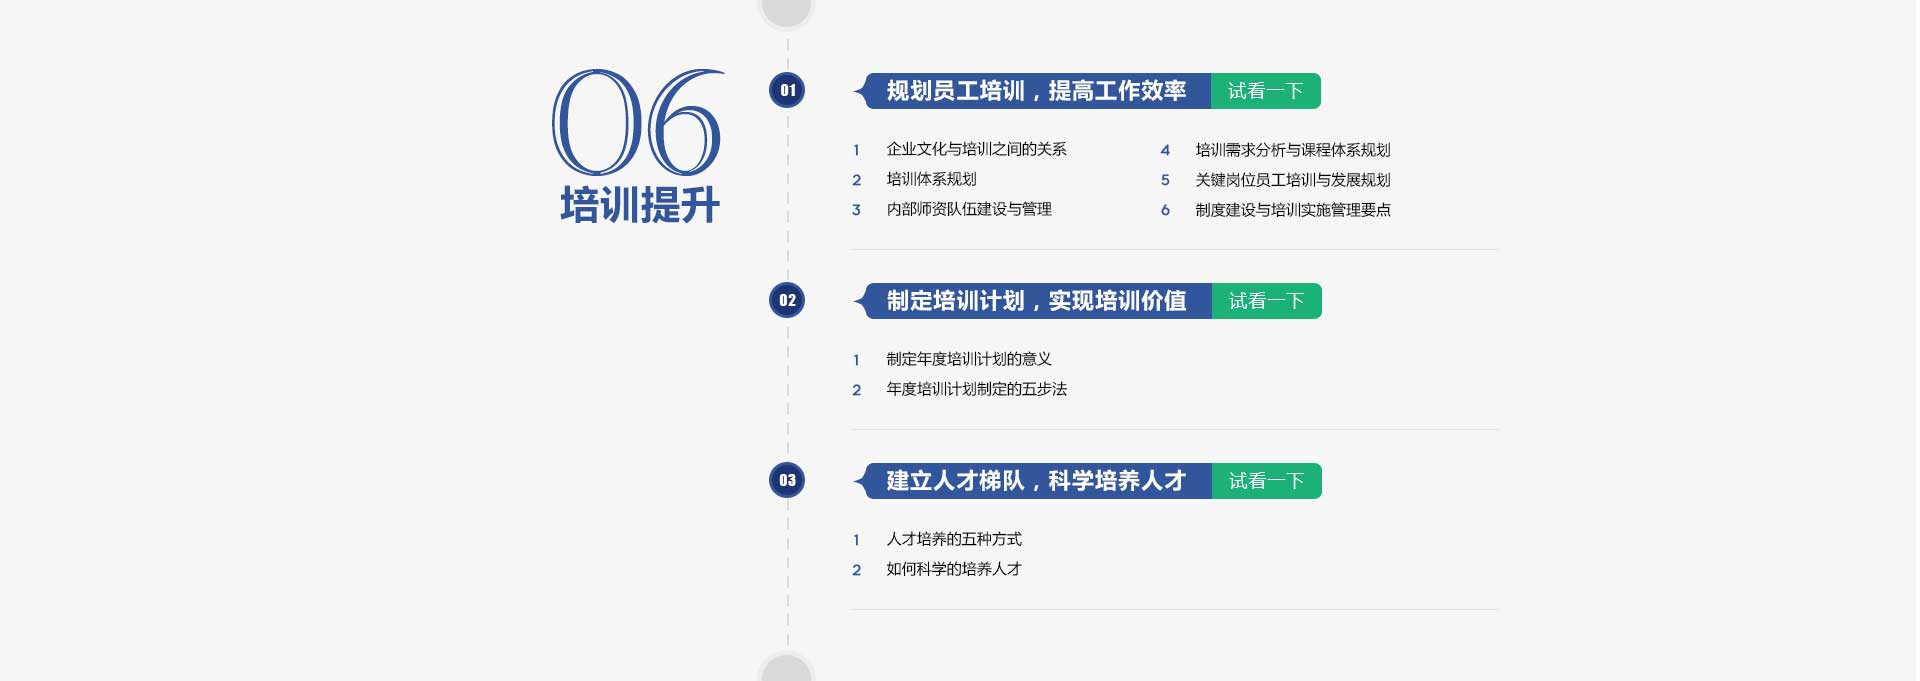 06
培训提升
01
规划员工培训，提高工作效率
试看一下
1 企业文化与培训之间的关系
2 培训体系规划
3 内部师资队伍建设与管理
4 培训需求分析与课程体系规划
5 关键岗位员工培训与发展规划
6 制度建设与培训实施管理要点
02
制定培训计划，实现培训价值
试看一下
1 制定年度培训计划的意义
2 年度培训计划制定的五步法
03
建立人才梯队，科学培养人才
试看一下
1 人才培养的五种方式
2 如何科学的培养人才